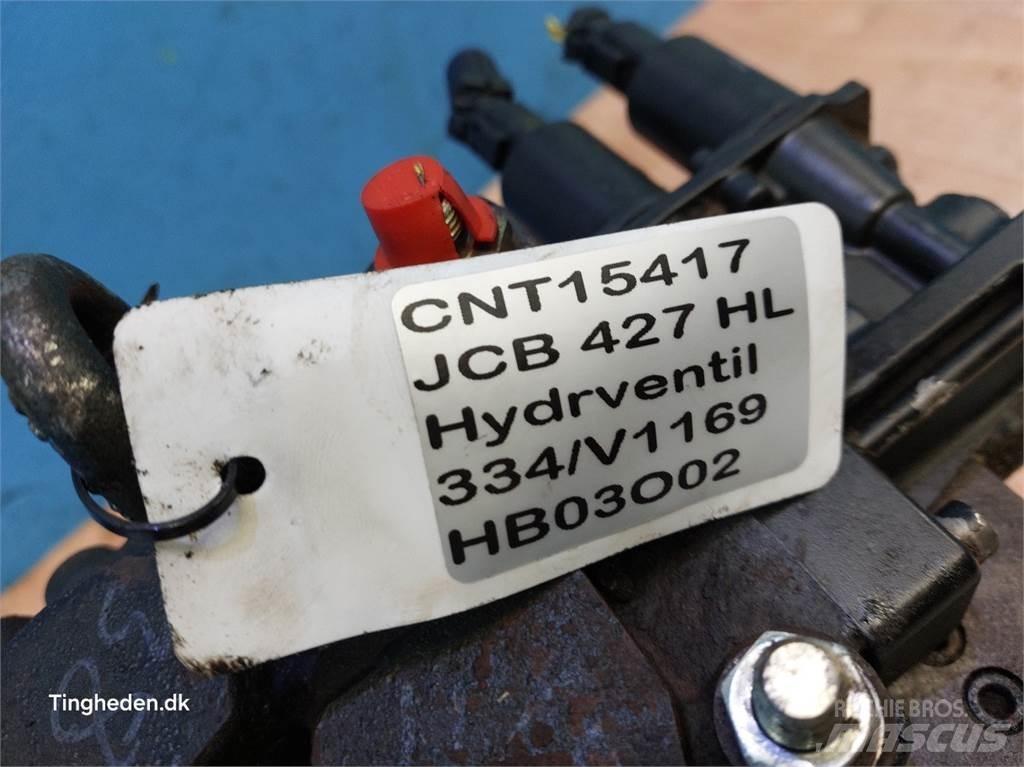 CNT15417
JCB 427 HL
Hydrventil
334/V1169
HB03O02
Tingheden.dk
RITCHIE BROS.
MASCUS